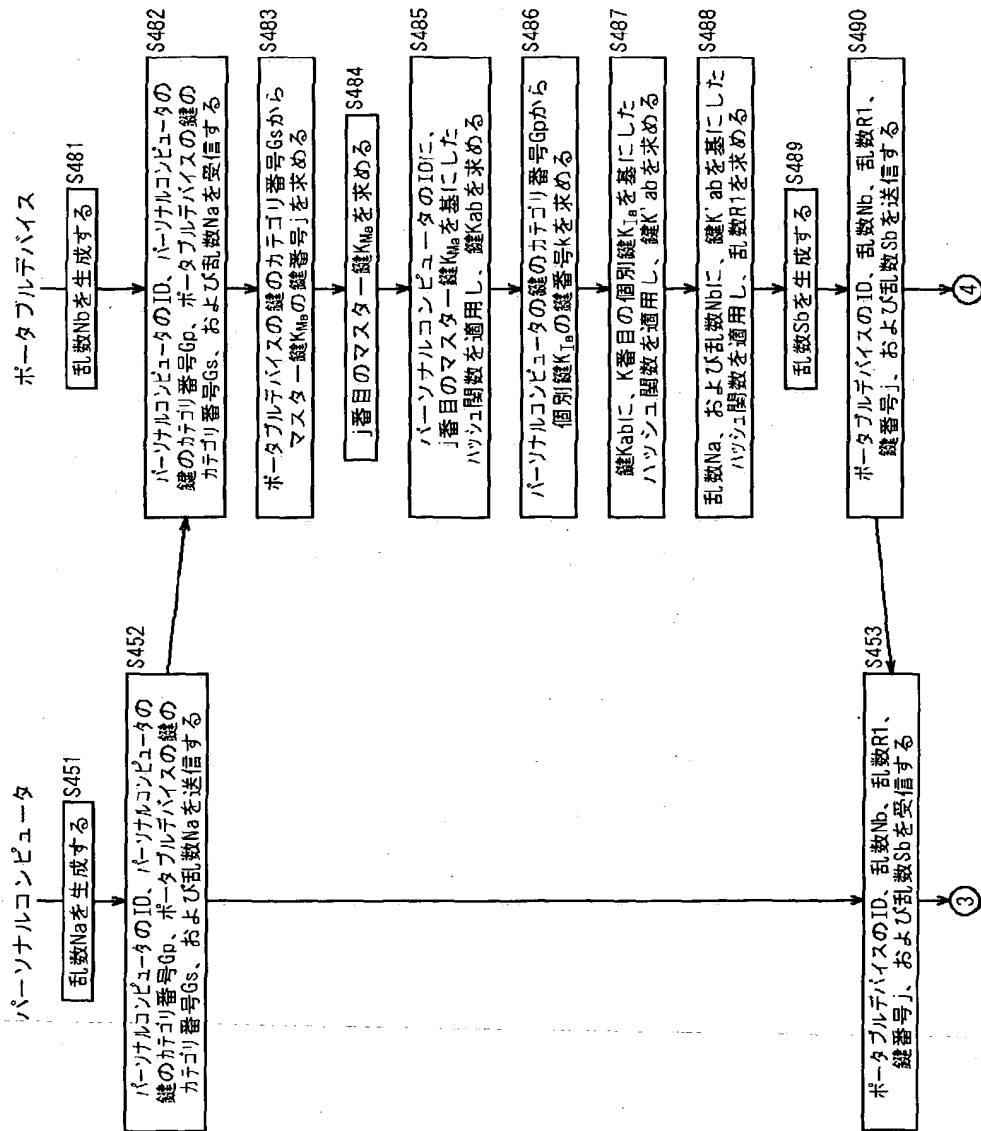 パーソナルコンピュータ
乱数Naを生成する
S451
パーソナルコンピュータのID、パーソナルコンピュータの
鍵のカテゴリ番号Gp、ポータブルデバイスの鍵の
カテゴリ番号Gs、および乱数Naを送信する
S452
ポータブルデバイスのID、乱数Nb、乱数R1、
鍵番号j、および乱数Sbを受信する
S453
③
ポータブルデバイス
乱数Nbを生成する
S481
パーソナルコンピュータのID、パーソナルコンピュータの
鍵のカテゴリ番号Gp、ポータブルデバイスの鍵の
カテゴリ番号Gs、および乱数Naを受信する
S482
ポータブルデバイスの鍵のカテゴリ番号Gsから
マスター鍵KMaの鍵番号jを求める
S483
j番目のマスター鍵KMaを求める
S484
パーソナルコンピュータのIDに、
j番目のマスター鍵KMaを基にした
ハッシュ関数を適用し、鍵Kabを求める
S485
パーソナルコンピュータの鍵のカテゴリ番号Gpから
個別鍵KIaの鍵番号kを求める
S486
鍵Kabに、K番目の個別鍵KIaを基にした
ハッシュ関数を適用し、鍵K'abを求める
S487
乱数Na、および乱数Nbに、鍵K'abを基にした
ハッシュ関数を適用し、乱数R1を求める
S488
乱数Sbを生成する
S489
ポータブルデバイスのID、乱数Nb、乱数R1、
鍵番号j、および乱数Sbを送信する
S490
④